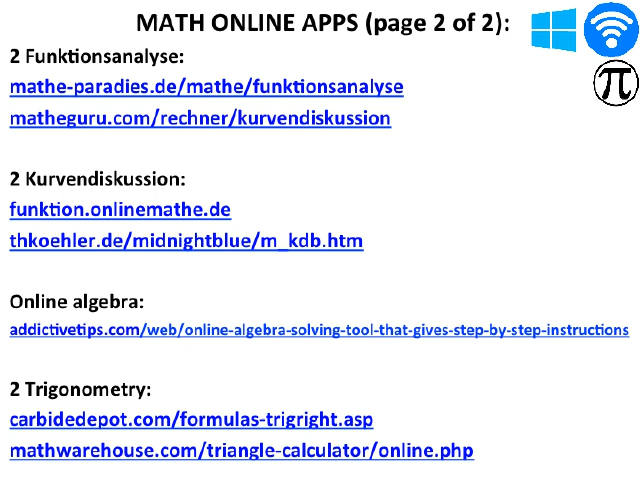 MATH ONLINE APPS (page 2 of 2):
2 Funktionsanalyse:
mathe-paradies.de/mathe/funktionsanalyse
matheguru.com/rechner/kurvendiskussion
2 Kurvendiskussion:
funktion.onlinemathe.de
thkoehler.de/midnightblue/m_kdb.htm
Online algebra:
addictivetips.com/web/online-algebra-solving-tool-that-gives-step-by-step-instructions
2 Trigonometry:
carbidedepot.com/formulas-trigright.asp
mathwarehouse.com/triangle-calculator/online.php